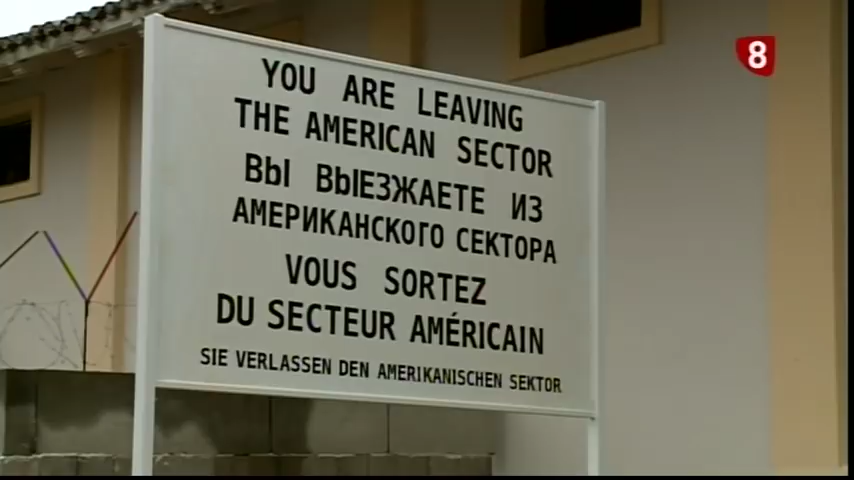 8
YOU ARE LEAVING
THE AMERICAN SECTOR
ВЫ ВЫЕЗЖАЕТЕ ИЗ
АМЕРИКАНСКОГО СЕКТОРА
VOUS SORTEZ
DU SECTEUR AMÉRICAIN
SIE VERLASSEN DEN AMERIKANISCHEN SEKTOR